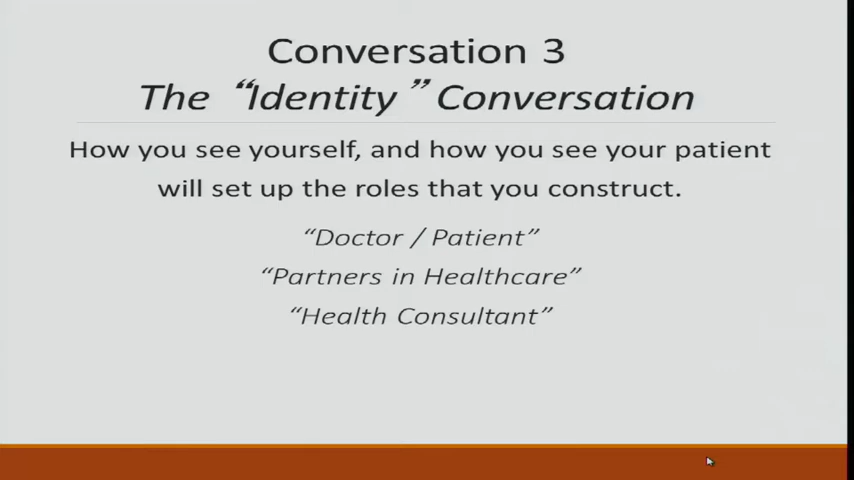 Conversation 3
The “Identity” Conversation
How you see yourself, and how you see your patient
will set up the roles that you construct.
“Doctor / Patient”
“Partners in Healthcare”
“Health Consultant”